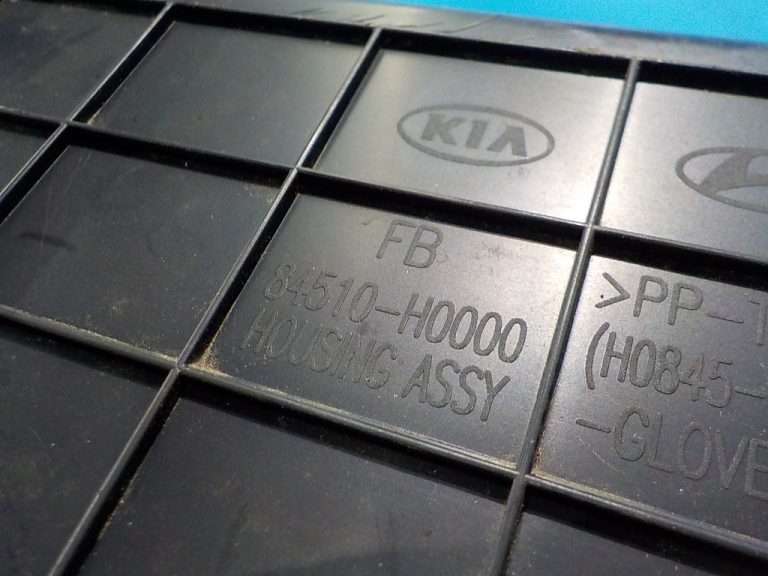 KIA
FB
84510-H0000
HOUSING ASSY
>PP-T
(H0845-
-GLOVE